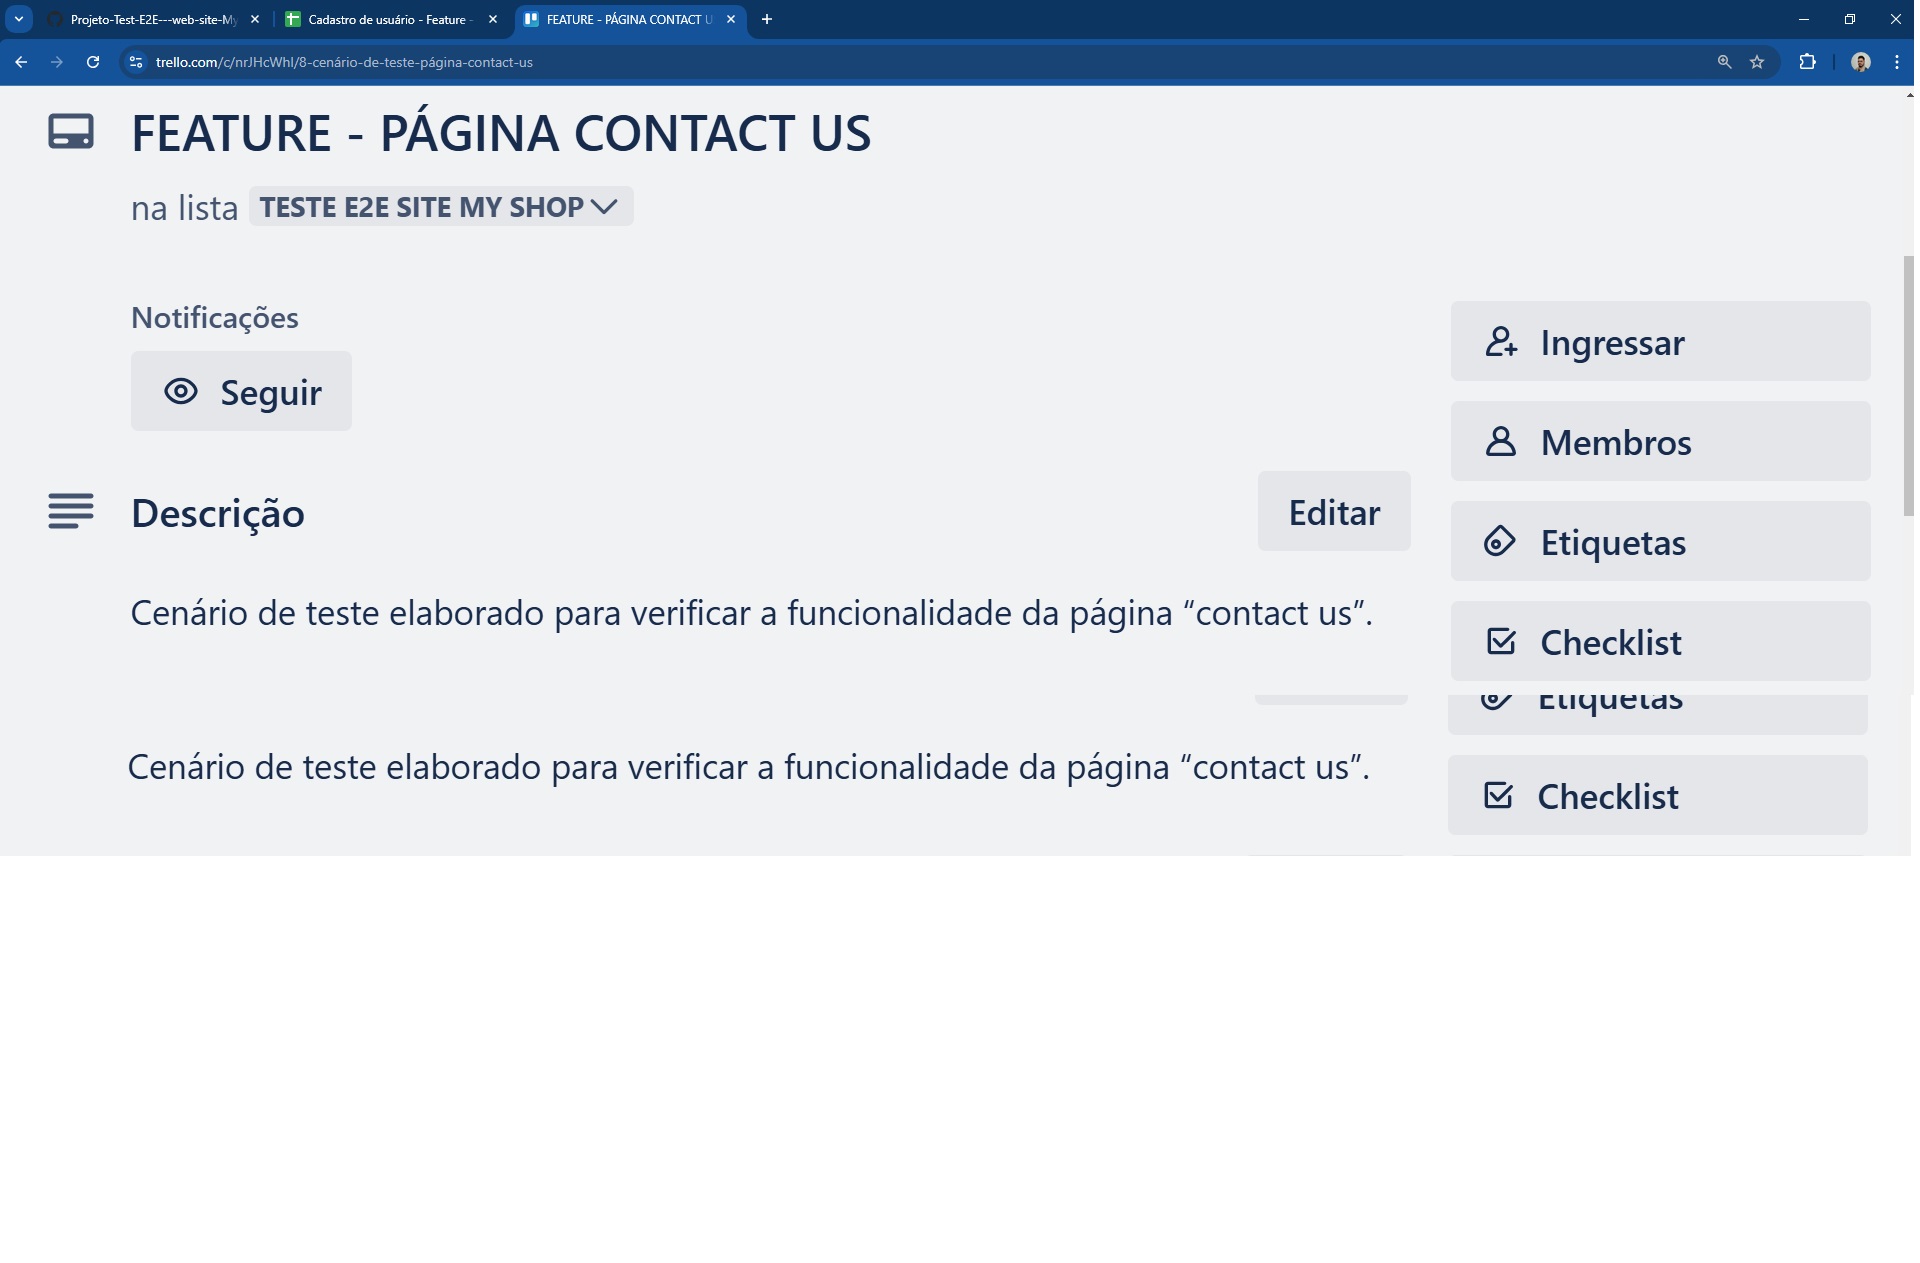 Projeto-Test-E2E---web-site-My
Cadastro de usuário - Feature -
FEATURE - PÁGINA CONTACT U
trello.com/c/nrJHcWhI/8-cenário-de-teste-página-contact-us
FEATURE - PÁGINA CONTACT US
na lista TESTE E2E SITE MY SHOP
Notificações
Seguir
Ingressar
Membros
Descrição
Editar
Etiquetas
Cenário de teste elaborado para verificar a funcionalidade da página “contact us”.
Checklist
Etiquetas
Cenário de teste elaborado para verificar a funcionalidade da página “contact us”.
Checklist